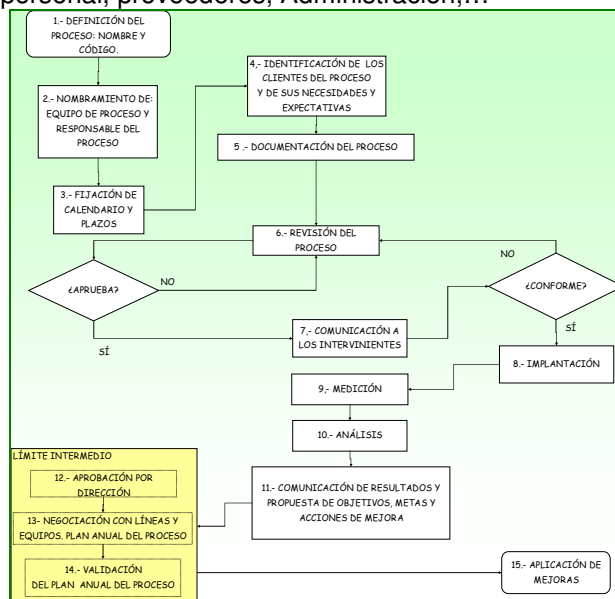 personal, proveedores, Administración,...
1.- DEFINICIÓN DEL
PROCESO: NOMBRE Y
CÓDIGO.
2.- NOMBRAMIENTO DE:
EQUIPO DE PROCESO Y
RESPONSABLE DEL
PROCESO
3.- FIJACIÓN DE
CALENDARIO Y
PLAZOS
4,- IDENTIFICACIÓN DE LOS
CLIENTES DEL PROCESO
Y DE SUS NECESIDADES Y
EXPECTATIVAS
5 .- DOCUMENTACIÓN DEL PROCESO
6.- REVISIÓN DEL
PROCESO
¿APRUEBA?
NO
SÍ
7,- COMUNICACIÓN A
LOS INTERVINIENTES
NO
¿CONFORME?
SÍ
8.- IMPLANTACIÓN
9,- MEDICIÓN
10.- ANÁLISIS
11.- COMUNICACIÓN DE RESULTADOS Y
PROPUESTA DE OBJETIVOS, METAS Y
ACCIONES DE MEJORA
LÍMITE INTERMEDIO
12.- APROBACIÓN POR
DIRECCIÓN
13- NEGOCIACIÓN CON LÍNEAS Y
EQUIPOS. PLAN ANUAL DEL PROCESO
14.- VALIDACIÓN
DEL PLAN ANUAL DEL PROCESO
15.- APLICACIÓN DE
MEJORAS